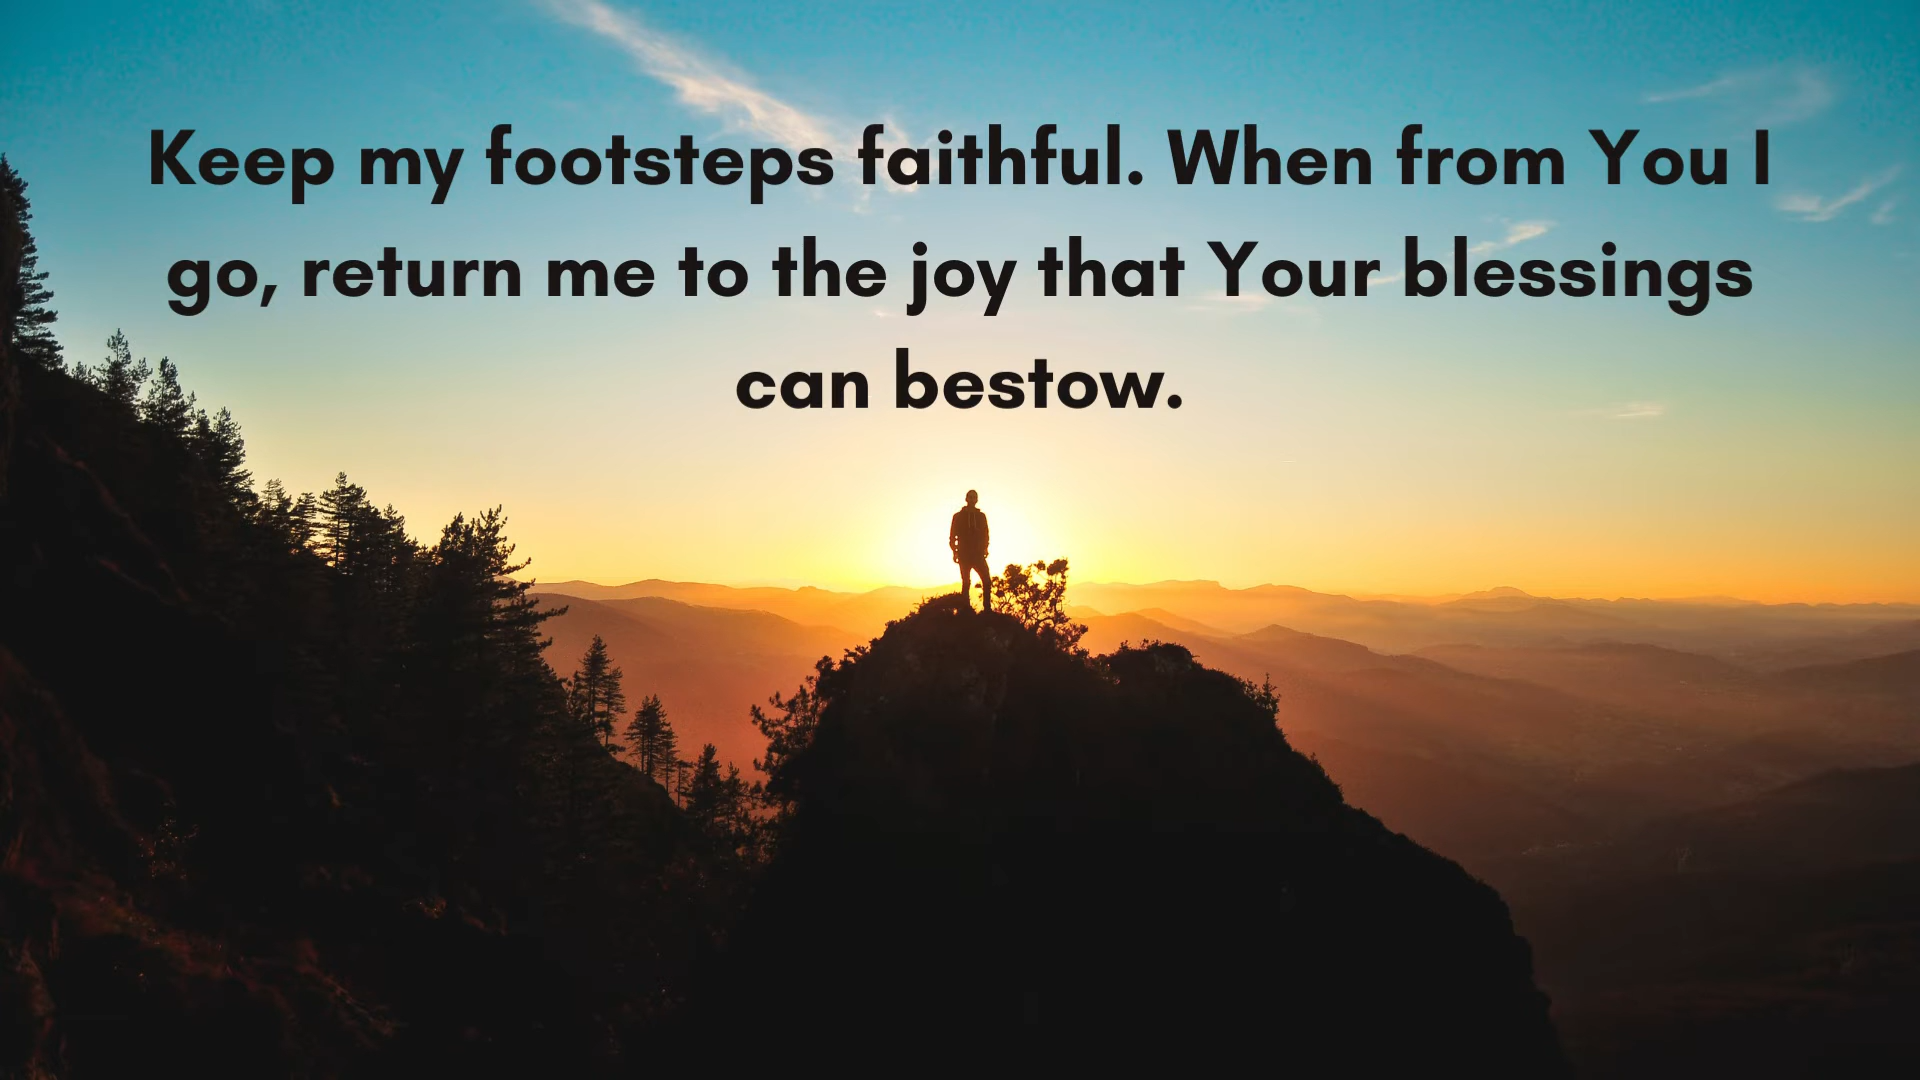 Keep my footsteps faithful. When from You I
go, return me to the joy that Your blessings
can bestow.